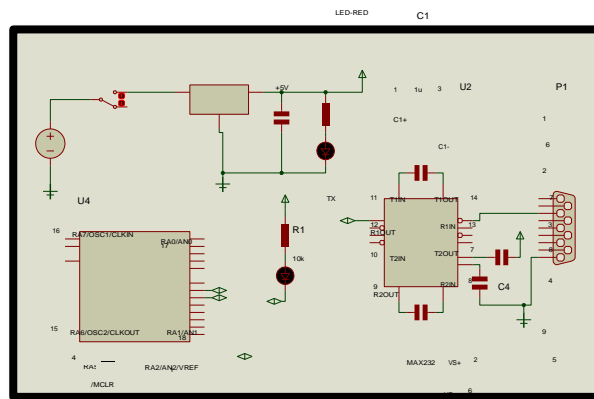 LED-RED
C1
+5V
1
1u
3
U2
P1
C1+
1
C1-
6
2
U4
TX
11
T1IN
T1OUT
14
7
16
RA7/OSC1/CLKIN
RA0/AN0
17
R1
12
R1OUT
R1IN
13
3
10k
10
T2IN
T2OUT
7
8
9
R2OUT
R2IN
8
C4
4
15
RA6/OSC2/CLKOUT
RA1/AN1
18
9
4
RA2/AN2/VREF
MAX232
VS+
2
5
/MCLR
6